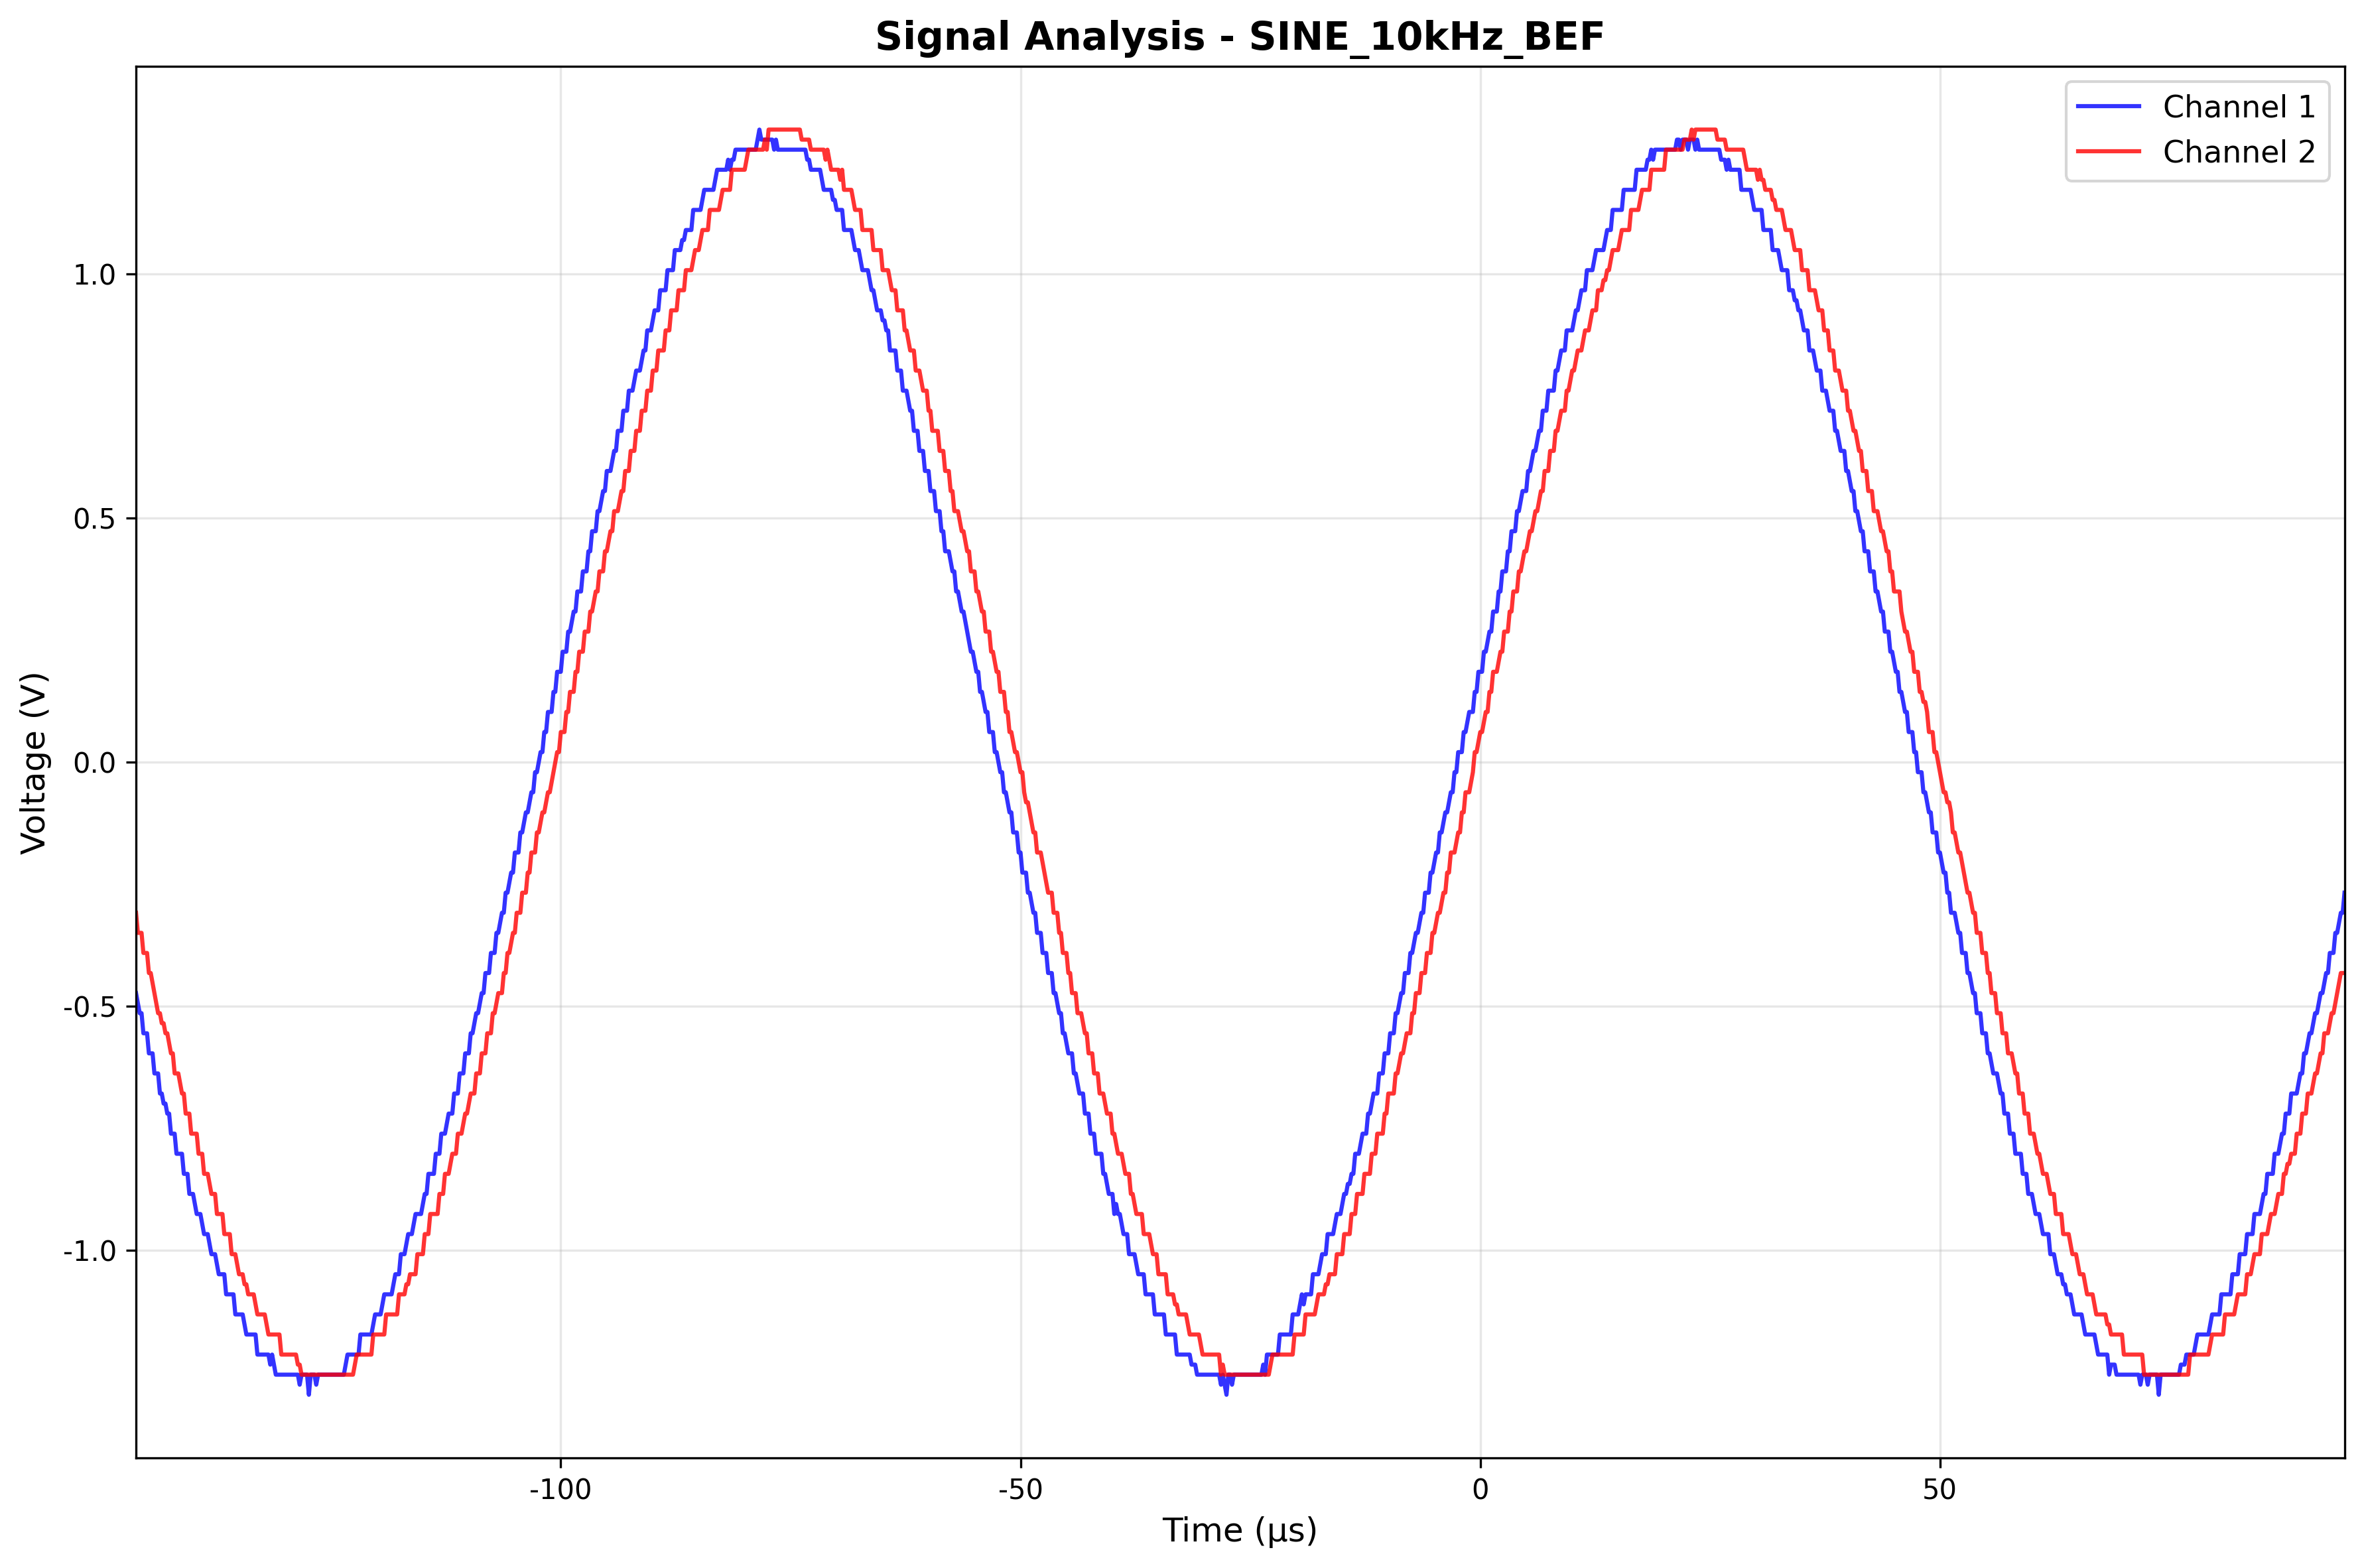 Signal Analysis - SINE_10kHz_BEF
Channel 1
Channel 2
1.0
0.5
0.0
-0.5
-1.0
Voltage (V)
-100
-50
0
50
Time (μs)